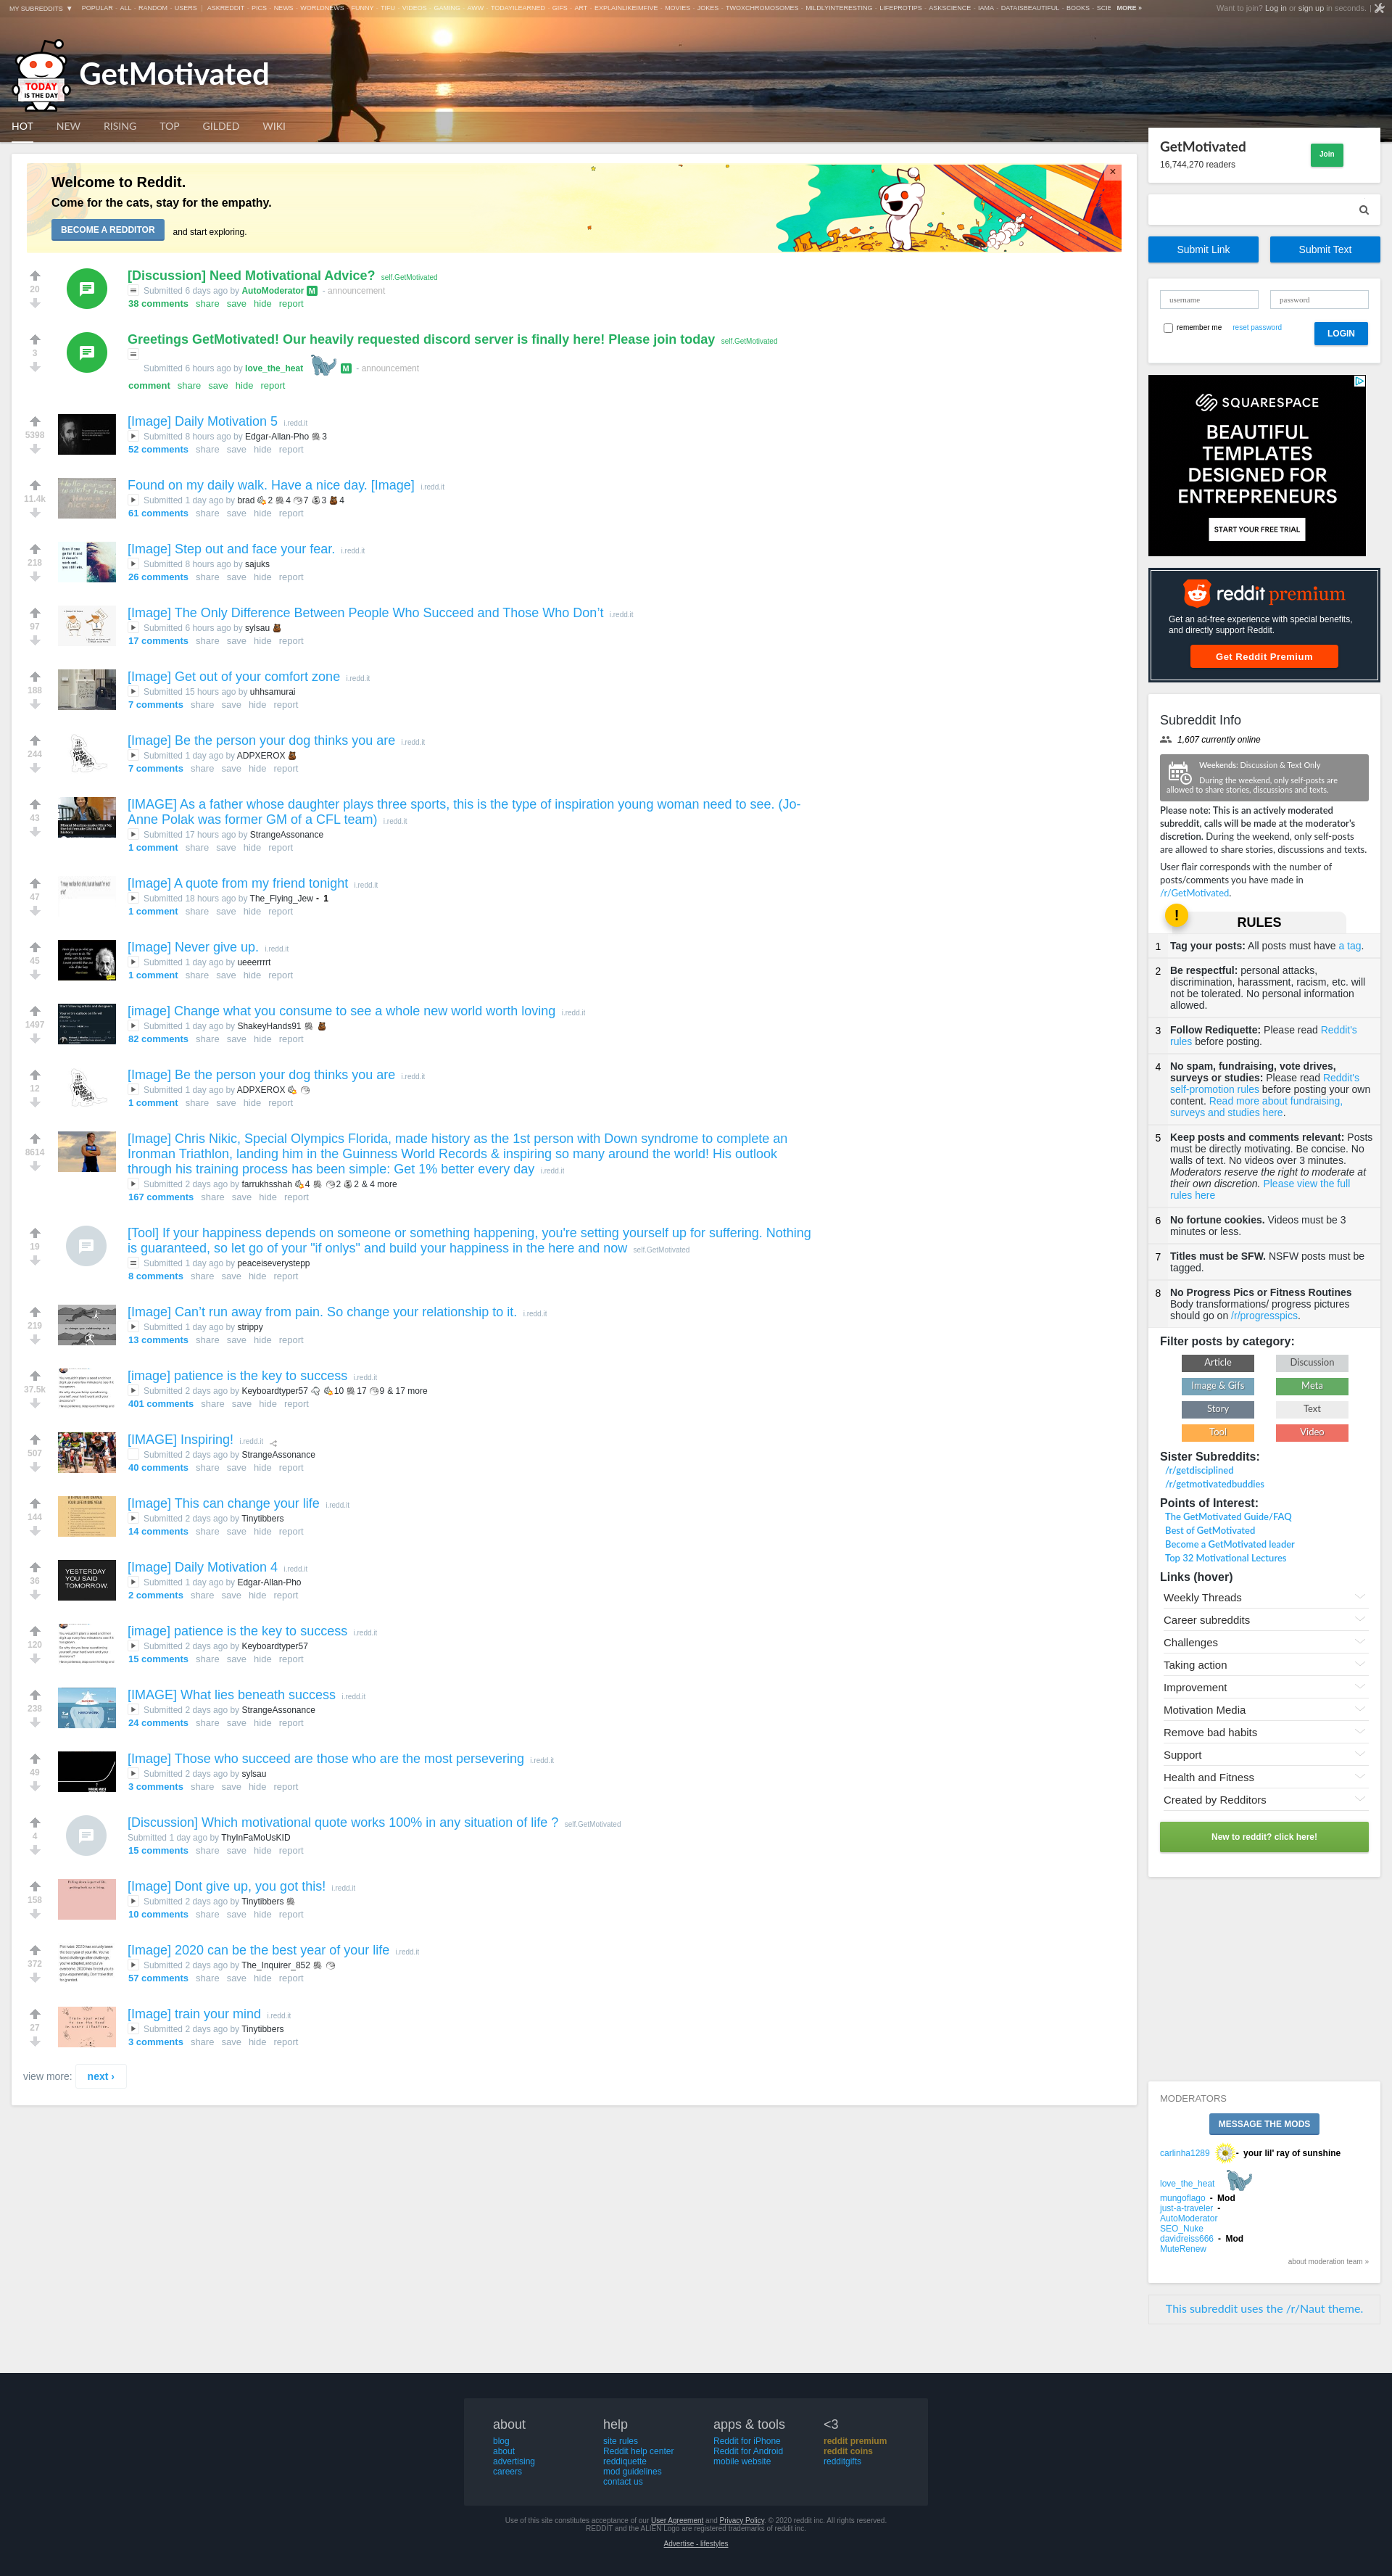 MY SUBREDDITS ▼ POPULAR - ALL - RANDOM - USERS | ASKREDDIT - PICS - NEWS - WORLDNEWS - FUNNY - TIFU - VIDEOS - GAMING - AWW - TODAYILEARNED - GIFS - ART - EXPLAINLIKEIMFIVE - MOVIES - JOKES - TWOXCHROMOSOMES - MILDLYINTERESTING - LIFEPROTIPS - ASKSCIENCE - IAMA - DATAISBEAUTIFUL - BOOKS - SCIE MORE »
Want to join? Log in or sign up in seconds. |
TODAY
IS THE DAY
GetMotivated
HOT NEW RISING TOP GILDED WIKI
Welcome to Reddit.
Come for the cats, stay for the empathy.
BECOME A REDDITOR and start exploring.
×
20
[Discussion] Need Motivational Advice? self.GetMotivated
Submitted 6 days ago by AutoModerator M - announcement
38 comments share save hide report
3
Greetings GetMotivated! Our heavily requested discord server is finally here! Please join today self.GetMotivated
Submitted 6 hours ago by love_the_heat M - announcement
comment share save hide report
5398
[Image] Daily Motivation 5 i.redd.it
Submitted 8 hours ago by Edgar-Allan-Pho 3
52 comments share save hide report
11.4k
Found on my daily walk. Have a nice day. [Image] i.redd.it
Submitted 1 day ago by brad 2 4 7 3 4
61 comments share save hide report
218
[Image] Step out and face your fear. i.redd.it
Submitted 8 hours ago by sajuks
26 comments share save hide report
97
[Image] The Only Difference Between People Who Succeed and Those Who Don’t i.redd.it
Submitted 6 hours ago by sylsau
17 comments share save hide report
188
[Image] Get out of your comfort zone i.redd.it
Submitted 15 hours ago by uhhsamurai
7 comments share save hide report
244
[Image] Be the person your dog thinks you are i.redd.it
Submitted 1 day ago by ADPXEROX
7 comments share save hide report
43
[IMAGE] As a father whose daughter plays three sports, this is the type of inspiration young woman need to see. (Jo-
Anne Polak was former GM of a CFL team) i.redd.it
Submitted 17 hours ago by StrangeAssonance
1 comment share save hide report
47
[Image] A quote from my friend tonight i.redd.it
Submitted 18 hours ago by The_Flying_Jew - 1
1 comment share save hide report
45
[Image] Never give up. i.redd.it
Submitted 1 day ago by ueeerrrrt
1 comment share save hide report
1497
[image] Change what you consume to see a whole new world worth loving i.redd.it
Submitted 1 day ago by ShakeyHands91
82 comments share save hide report
12
[Image] Be the person your dog thinks you are i.redd.it
Submitted 1 day ago by ADPXEROX
1 comment share save hide report
8614
[Image] Chris Nikic, Special Olympics Florida, made history as the 1st person with Down syndrome to complete an
Ironman Triathlon, landing him in the Guinness World Records & inspiring so many around the world! His outlook
through his training process has been simple: Get 1% better every day i.redd.it
Submitted 2 days ago by farrukhsshah 4 2 2 & 4 more
167 comments share save hide report
19
[Tool] If your happiness depends on someone or something happening, you're setting yourself up for suffering. Nothing
is guaranteed, so let go of your "if onlys" and build your happiness in the here and now self.GetMotivated
Submitted 1 day ago by peaceiseverystepp
8 comments share save hide report
219
[Image] Can’t run away from pain. So change your relationship to it. i.redd.it
Submitted 1 day ago by strippy
13 comments share save hide report
37.5k
[image] patience is the key to success i.redd.it
Submitted 2 days ago by Keyboardtyper57 10 17 9 & 17 more
401 comments share save hide report
507
[IMAGE] Inspiring! i.redd.it
Submitted 2 days ago by StrangeAssonance
40 comments share save hide report
144
[Image] This can change your life i.redd.it
Submitted 2 days ago by Tinytibbers
14 comments share save hide report
36
YESTERDAY
YOU SAID
TOMORROW.
[Image] Daily Motivation 4 i.redd.it
Submitted 1 day ago by Edgar-Allan-Pho
2 comments share save hide report
120
[image] patience is the key to success i.redd.it
Submitted 2 days ago by Keyboardtyper57
15 comments share save hide report
238
[IMAGE] What lies beneath success i.redd.it
Submitted 2 days ago by StrangeAssonance
24 comments share save hide report
49
[Image] Those who succeed are those who are the most persevering i.redd.it
Submitted 2 days ago by sylsau
3 comments share save hide report
4
[Discussion] Which motivational quote works 100% in any situation of life ? self.GetMotivated
Submitted 1 day ago by ThyInFaMoUsKID
15 comments share save hide report
158
[Image] Dont give up, you got this! i.redd.it
Submitted 2 days ago by Tinytibbers
10 comments share save hide report
372
[Image] 2020 can be the best year of your life i.redd.it
Submitted 2 days ago by The_Inquirer_852
57 comments share save hide report
27
[Image] train your mind i.redd.it
Submitted 2 days ago by Tinytibbers
3 comments share save hide report
view more: next ›
GetMotivated
16,744,270 readers
Join
Submit Link Submit Text
username password
remember me reset password LOGIN
SQUARESPACE
BEAUTIFUL
TEMPLATES
DESIGNED FOR
ENTREPRENEURS
START YOUR FREE TRIAL
reddit premium
Get an ad-free experience with special benefits,
and directly support Reddit.
Get Reddit Premium
Subreddit Info
1,607 currently online
Weekends: Discussion & Text Only
During the weekend, only self-posts are
allowed to share stories, discussions and texts.
Please note: This is an actively moderated
subreddit, calls will be made at the moderator's
discretion. During the weekend, only self-posts
are allowed to share stories, discussions and texts.
User flair corresponds with the number of
posts/comments you have made in
/r/GetMotivated.
!
RULES
1 Tag your posts: All posts must have a tag.
2 Be respectful: personal attacks,
discrimination, harassment, racism, etc. will
not be tolerated. No personal information
allowed.
3 Follow Rediquette: Please read Reddit's
rules before posting.
4 No spam, fundraising, vote drives,
surveys or studies: Please read Reddit's
self-promotion rules before posting your own
content. Read more about fundraising,
surveys and studies here.
5 Keep posts and comments relevant: Posts
must be directly motivating. Be concise. No
walls of text. No videos over 3 minutes.
Moderators reserve the right to moderate at
their own discretion. Please view the full
rules here
6 No fortune cookies. Videos must be 3
minutes or less.
7 Titles must be SFW. NSFW posts must be
tagged.
8 No Progress Pics or Fitness Routines
Body transformations/ progress pictures
should go on /r/progresspics.
Filter posts by category:
Article Discussion
Image & Gifs Meta
Story Text
Tool Video
Sister Subreddits:
/r/getdisciplined
/r/getmotivatedbuddies
Points of Interest:
The GetMotivated Guide/FAQ
Best of GetMotivated
Become a GetMotivated leader
Top 32 Motivational Lectures
Links (hover)
Weekly Threads
Career subreddits
Challenges
Taking action
Improvement
Motivation Media
Remove bad habits
Support
Health and Fitness
Created by Redditors
New to reddit? click here!
MODERATORS
MESSAGE THE MODS
carlinha1289 - your lil' ray of sunshine
love_the_heat
mungoflago - Mod
just-a-traveler -
AutoModerator
SEO_Nuke
davidreiss666 - Mod
MuteRenew
about moderation team »
This subreddit uses the /r/Naut theme.
about
blog
about
advertising
careers
help
site rules
Reddit help center
reddiquette
mod guidelines
contact us
apps & tools
Reddit for iPhone
Reddit for Android
mobile website
<3
reddit premium
reddit coins
redditgifts
Use of this site constitutes acceptance of our User Agreement and Privacy Policy. © 2020 reddit inc. All rights reserved.
REDDIT and the ALIEN Logo are registered trademarks of reddit inc.
Advertise - lifestyles